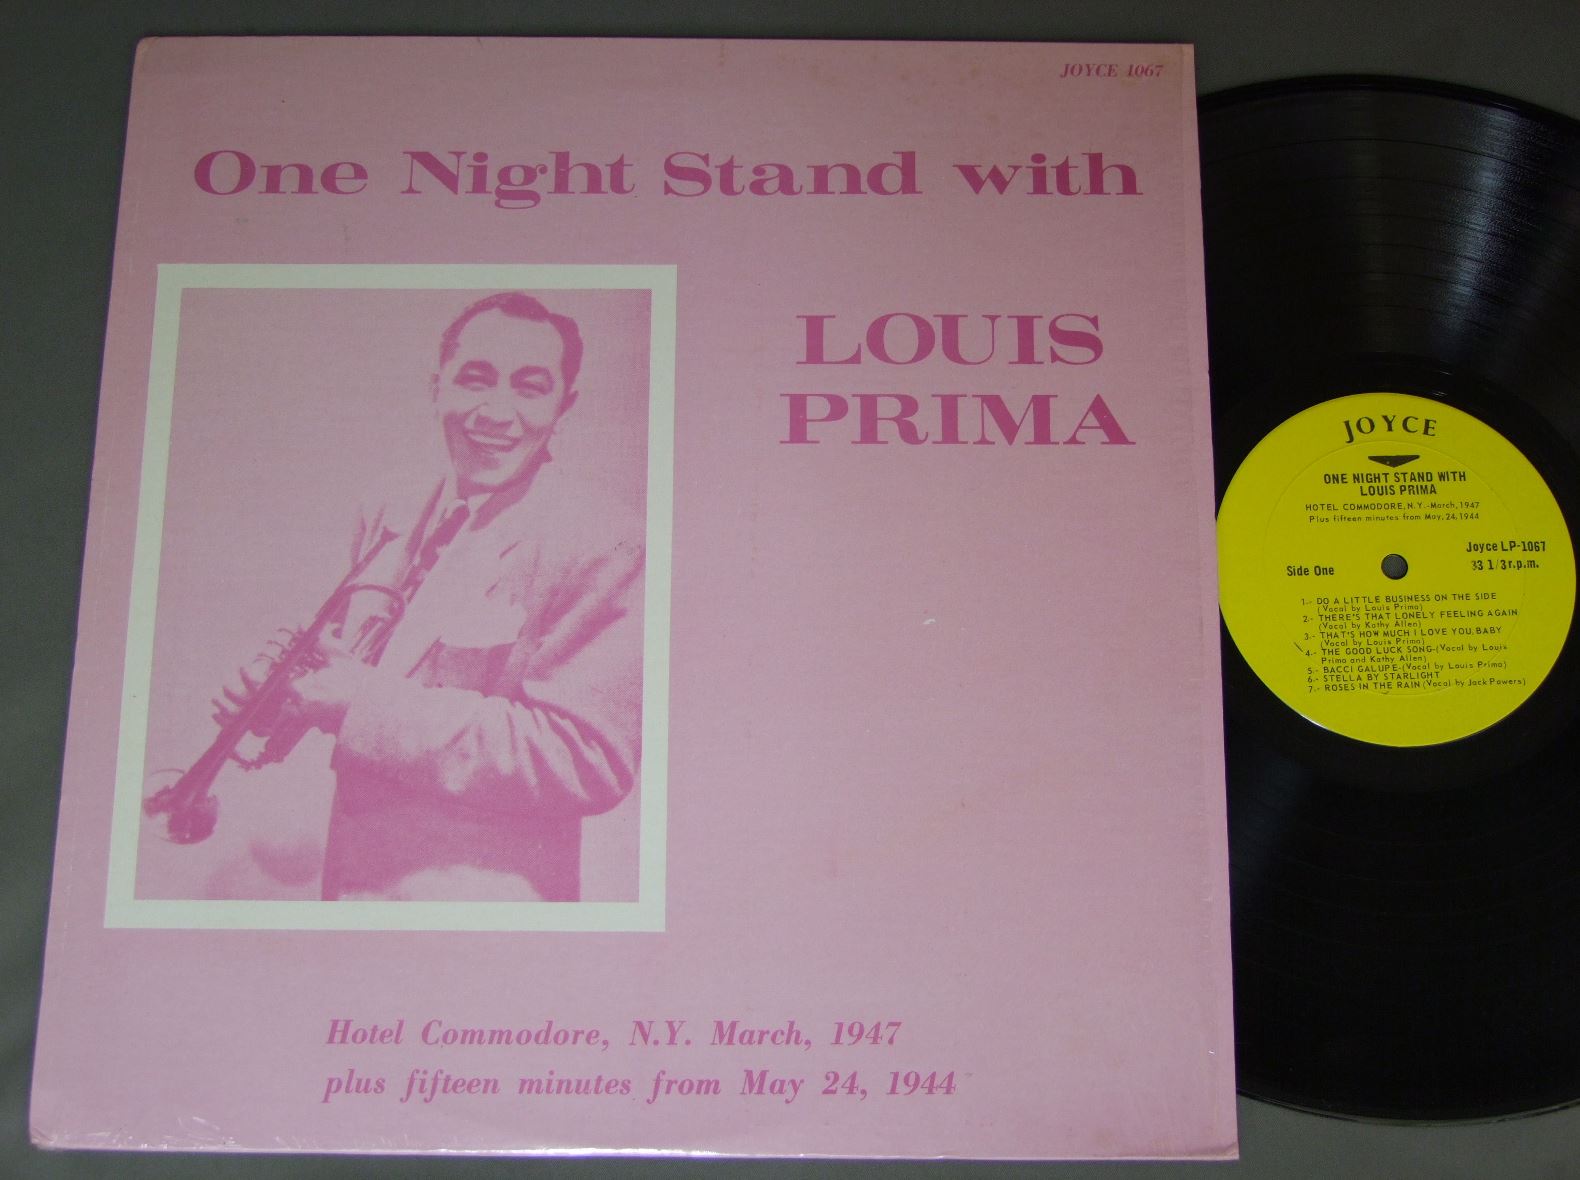 JOYCE 1067
One Night Stand with
LOUIS
PRIMA
Hotel Commodore, N.Y. March, 1947
plus fifteen minutes from May 24, 1944
JOYCE
ONE NIGHT STAND WITH
LOUIS PRIMA
HOTEL COMMODORE, N.Y.-March, 1947
Plus fifteen minutes from May, 24, 1944
Joyce LP-1067
Side One
33 1/3 r.p.m.
1.- DO A LITTLE BUSINESS ON THE SIDE
(Vocal by Louis Prima)
2.- THERE'S THAT LONELY FEELING AGAIN
(Vocal by Kathy Allen)
3.- THAT'S HOW MUCH I LOVE YOU, BABY
(Vocal by Louis Prima)
4.- THE GOOD LUCK SONG-(Vocal by Louis
Prima and Kathy Allen)
5.- BACCI GALUPE-(Vocal by Louis Prima)
6.- STELLA BY STARLIGHT
7.- ROSES IN THE RAIN (Vocal by Jack Powers)